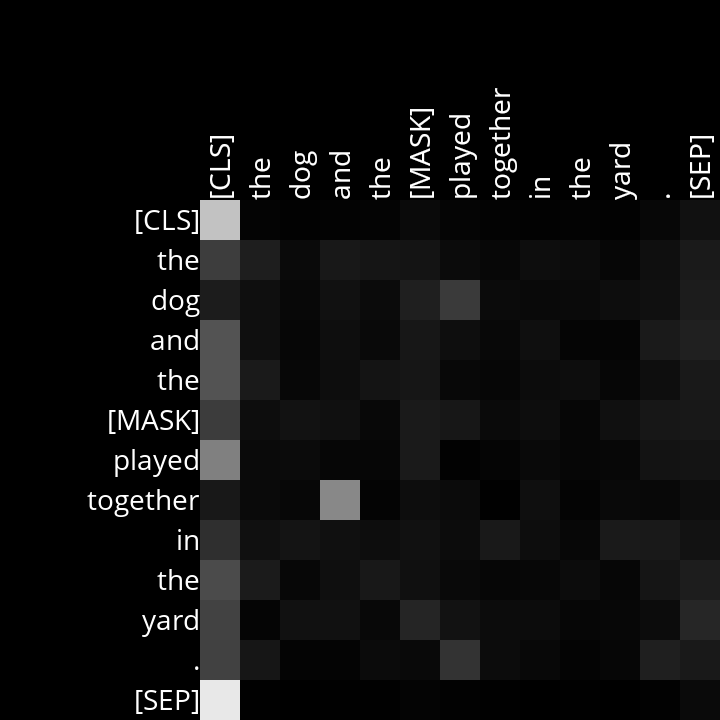 [CLS]
the
dog
and
the
[MASK]
played
together
in
the
yard
.
[SEP]
[CLS]
the
dog
and
the
[MASK]
played
together
in
the
yard
.
[SEP]